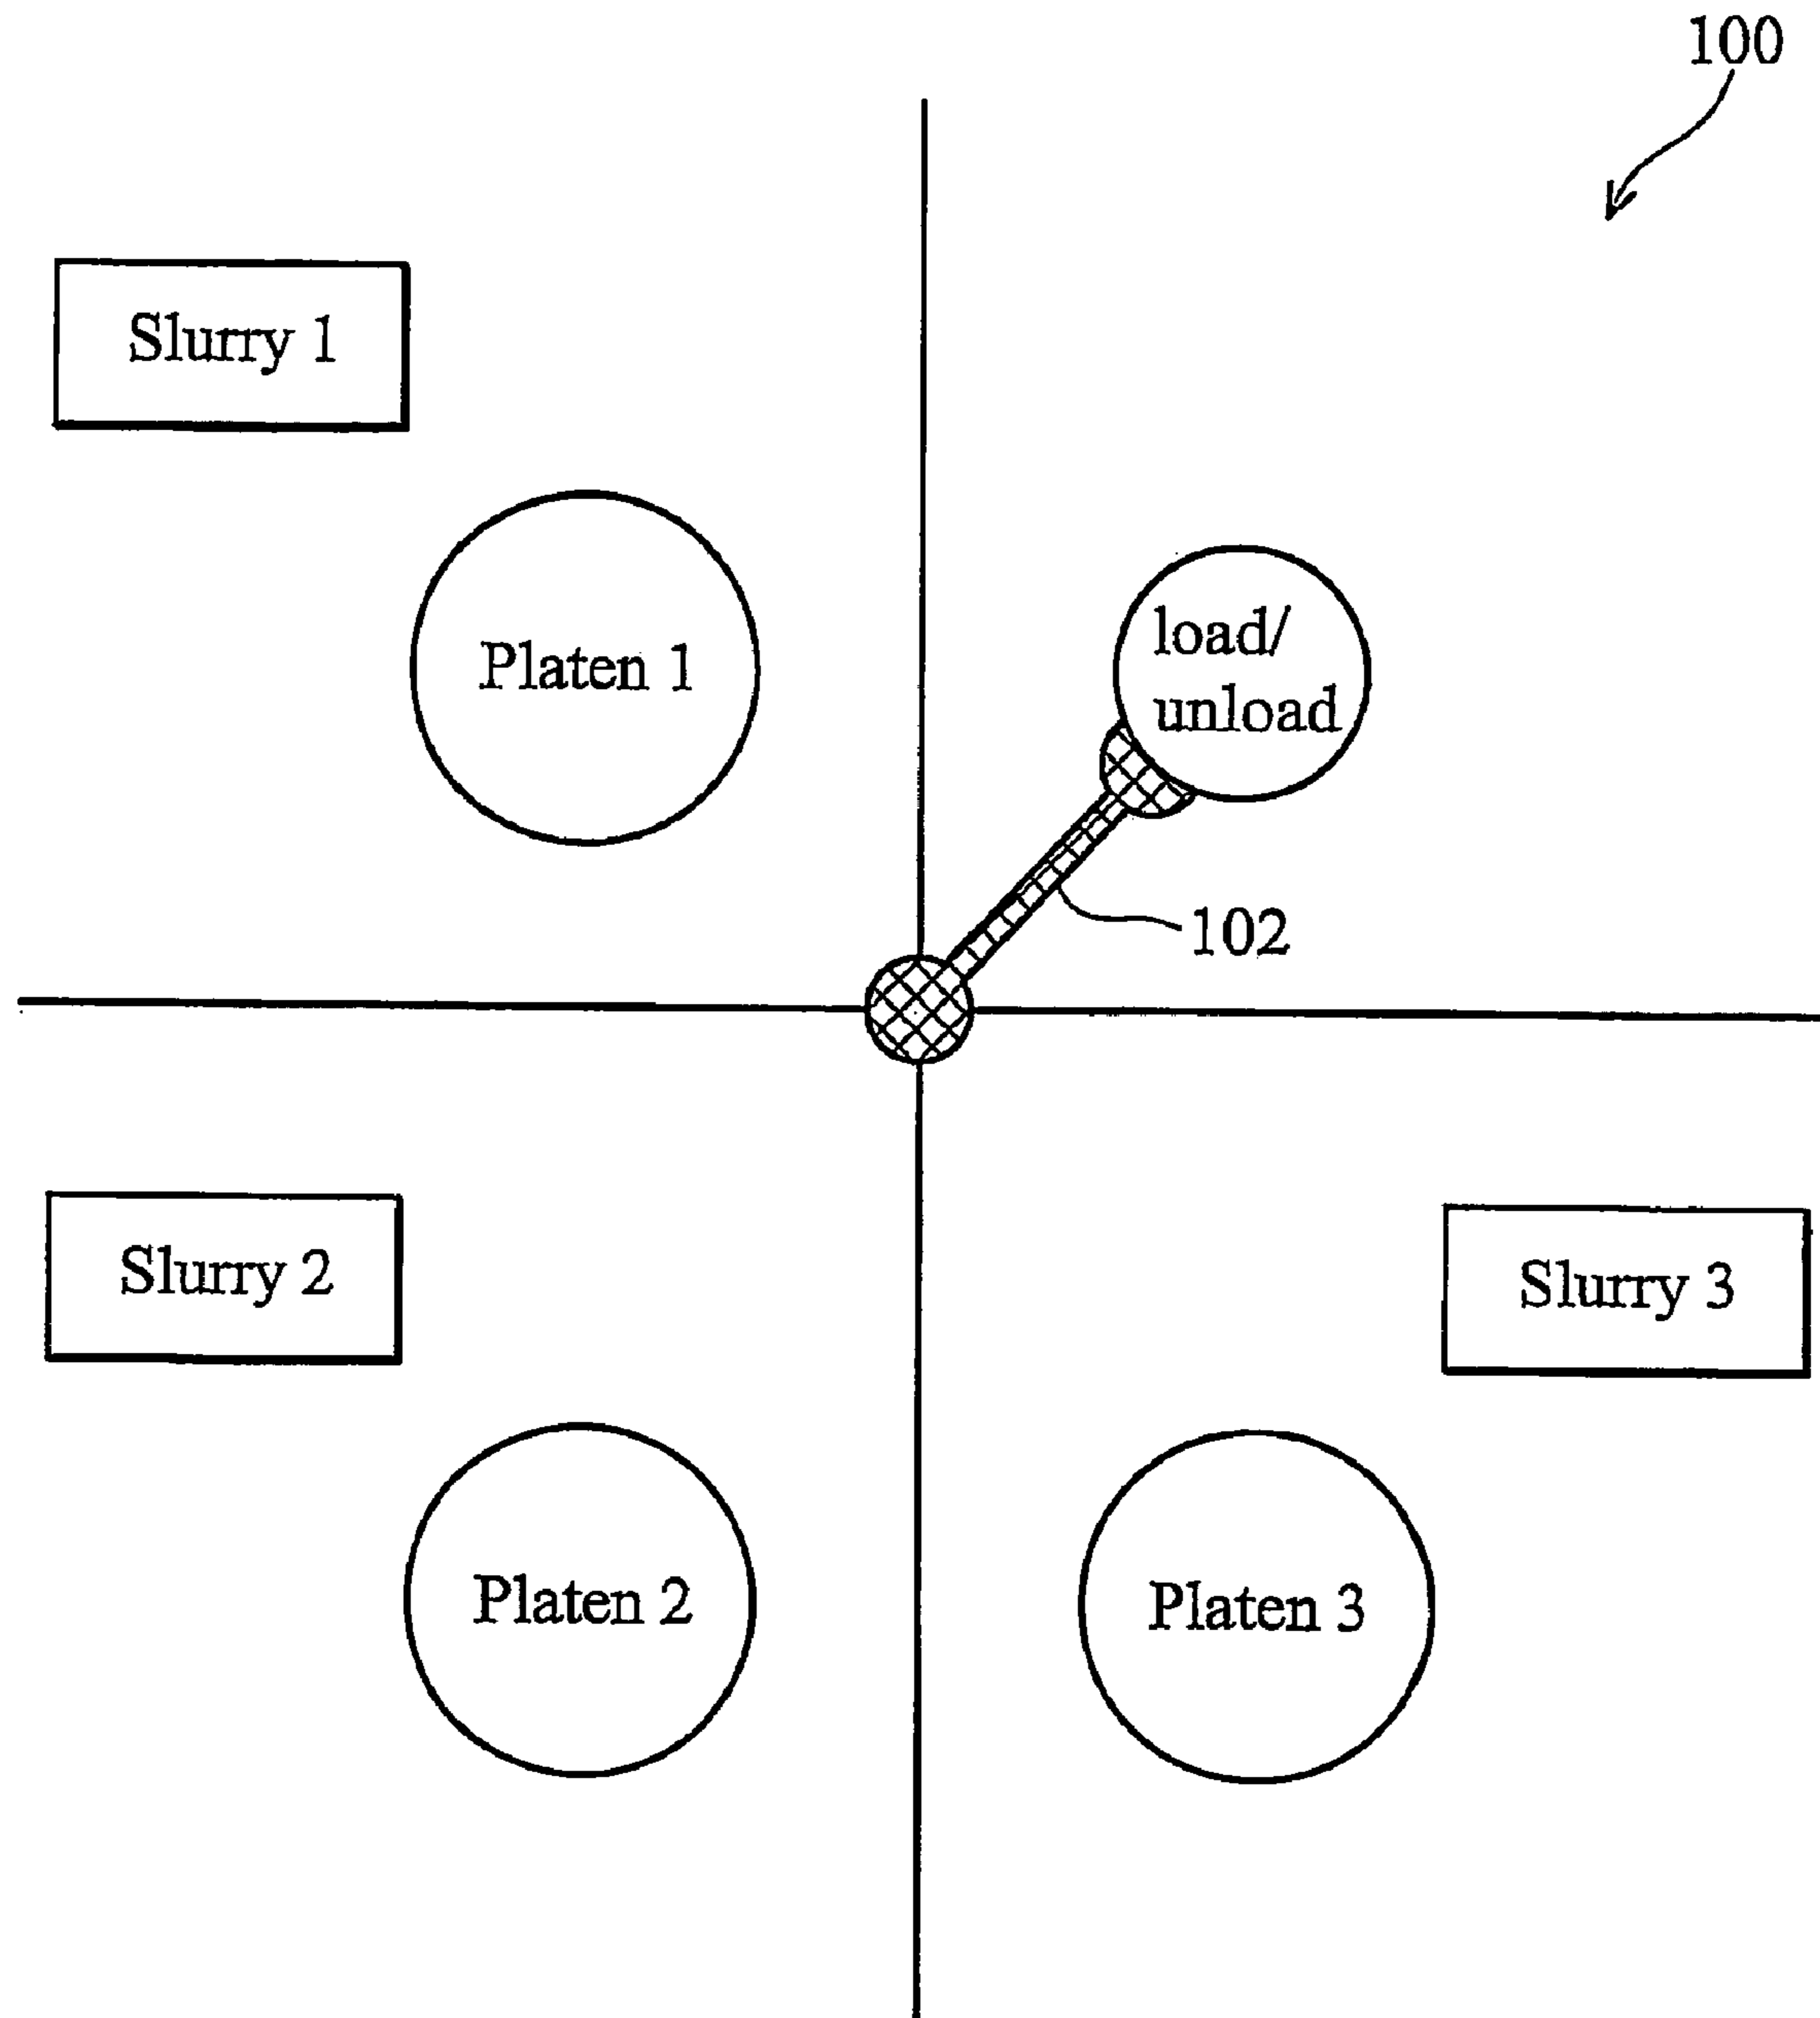 100
Slurry 1
Platen 1
load/
unload
102
Slurry 2
Slurry 3
Platen 2
Platen 3